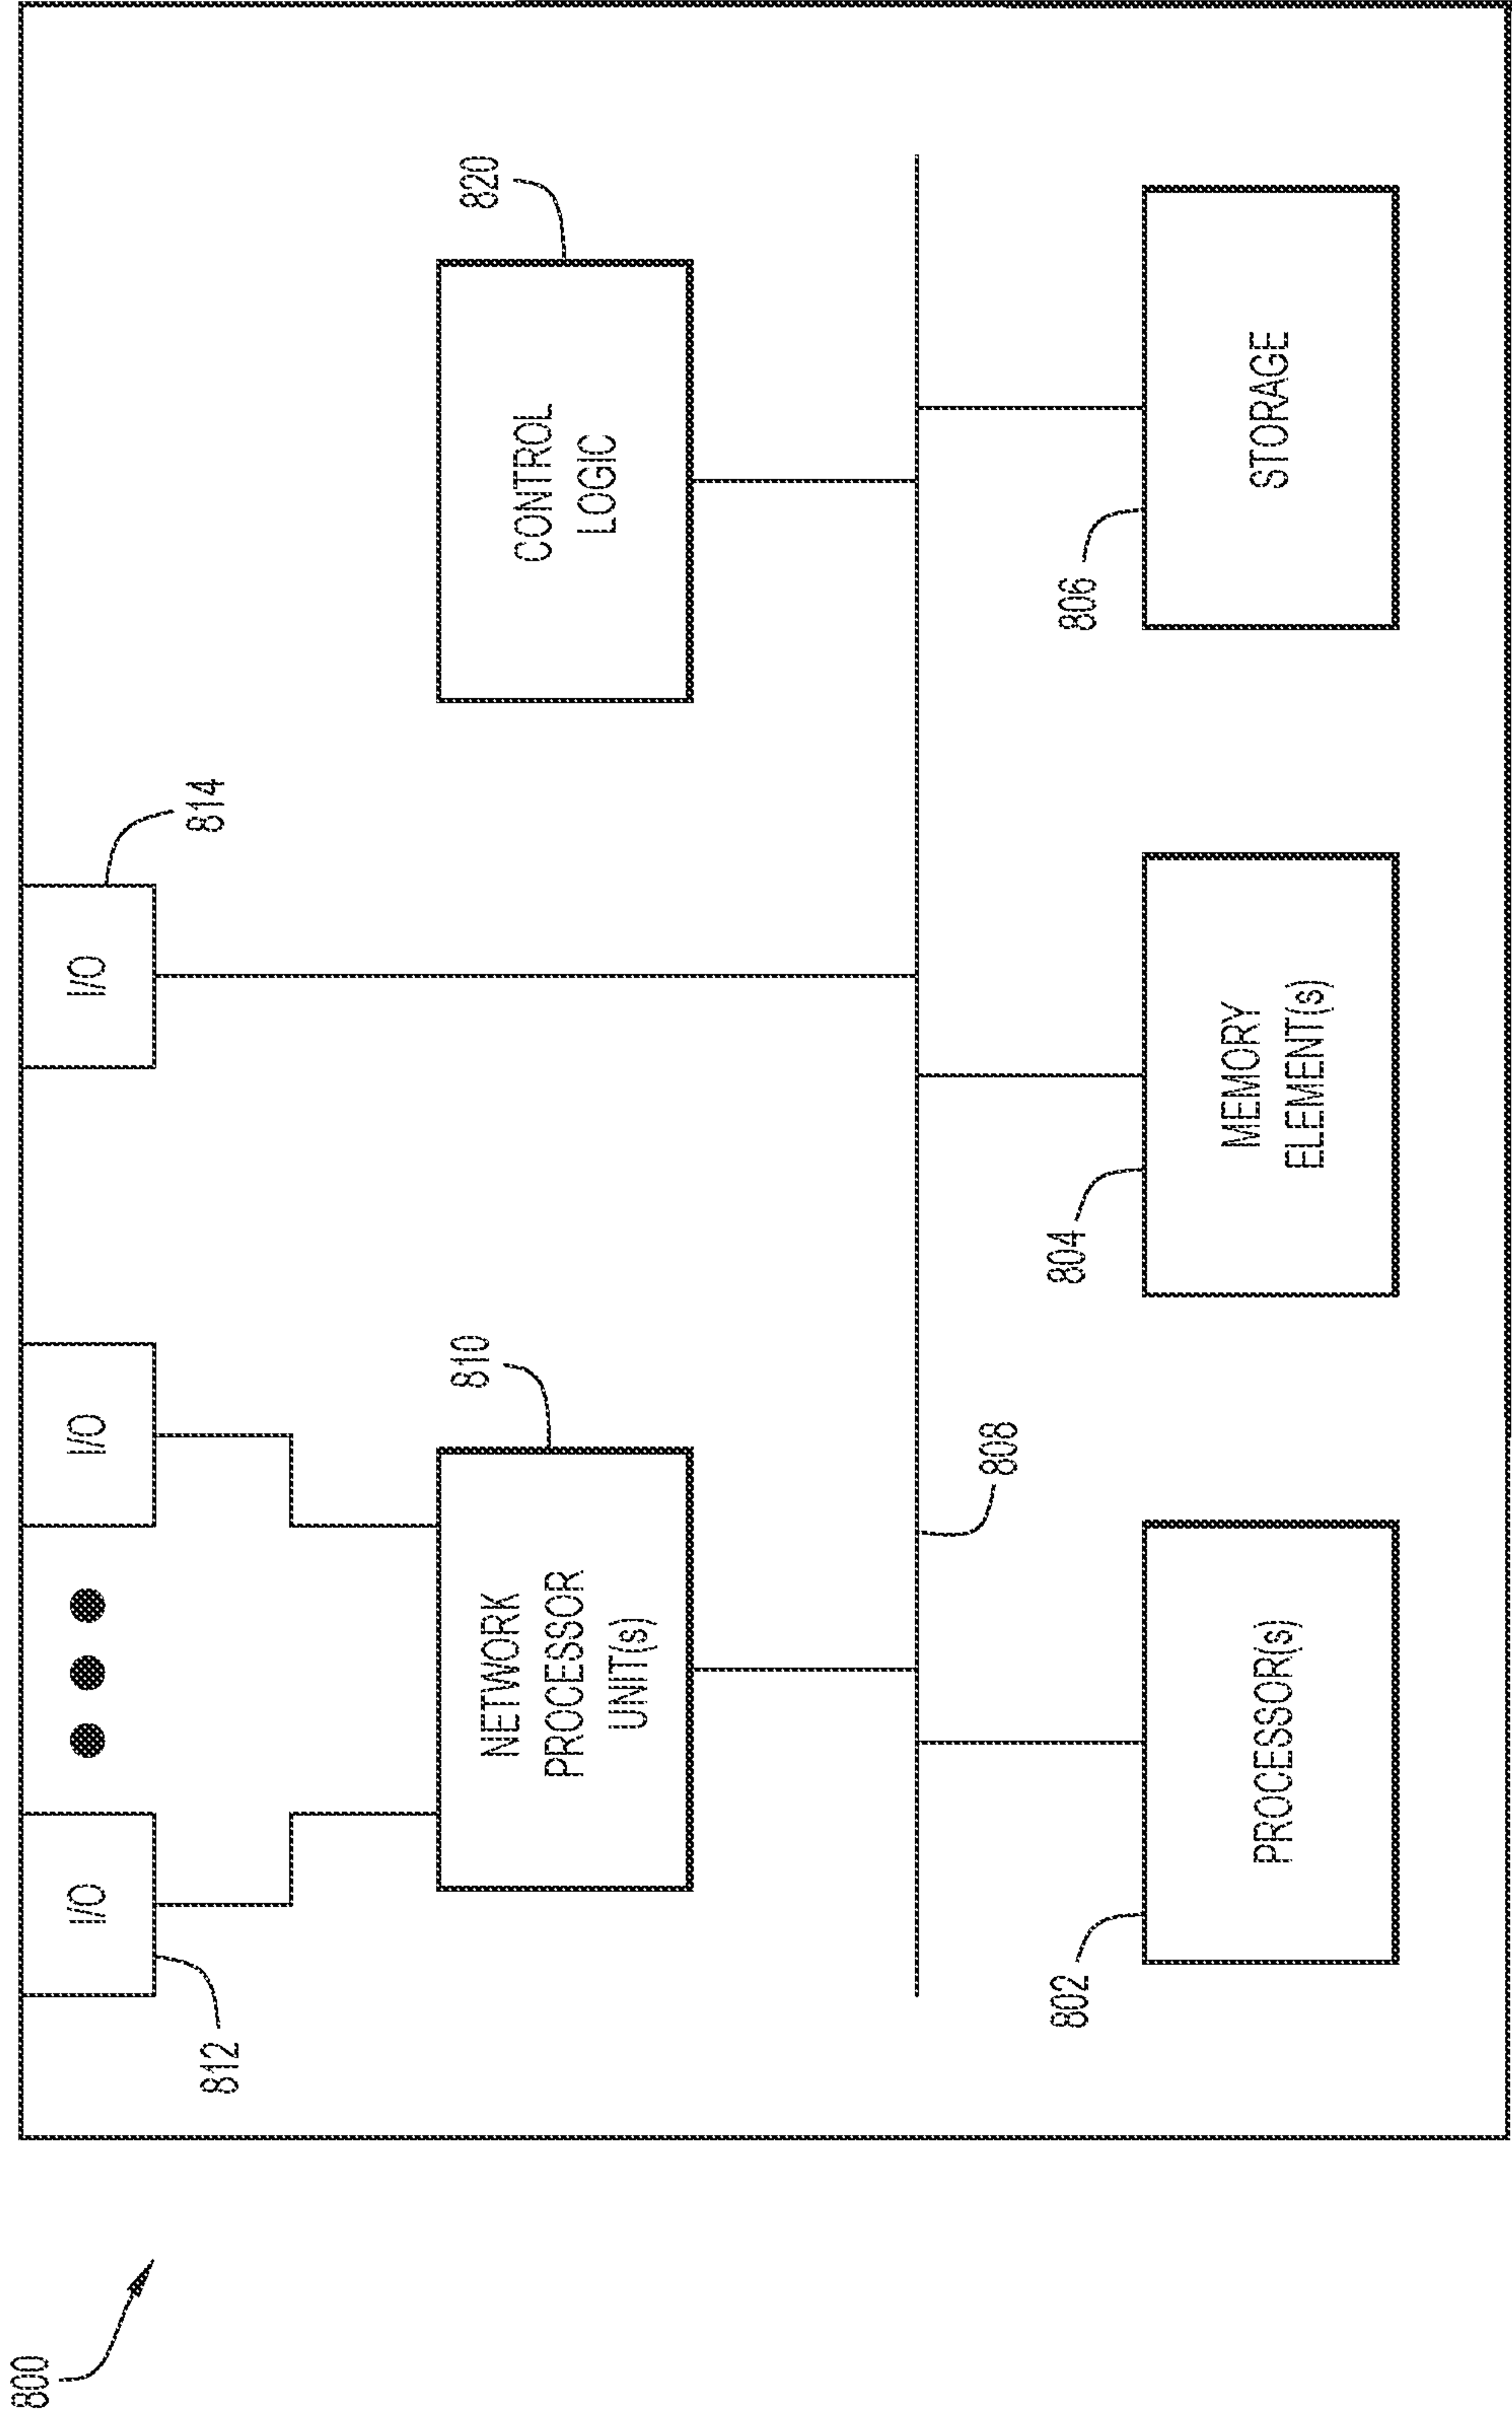 800
812
I/O
I/O
I/O
814
810
NETWORK
PROCESSOR
UNIT(s)
820
CONTROL
LOGIC
808
802
PROCESSOR(s)
804
MEMORY
ELEMENT(s)
806
STORAGE